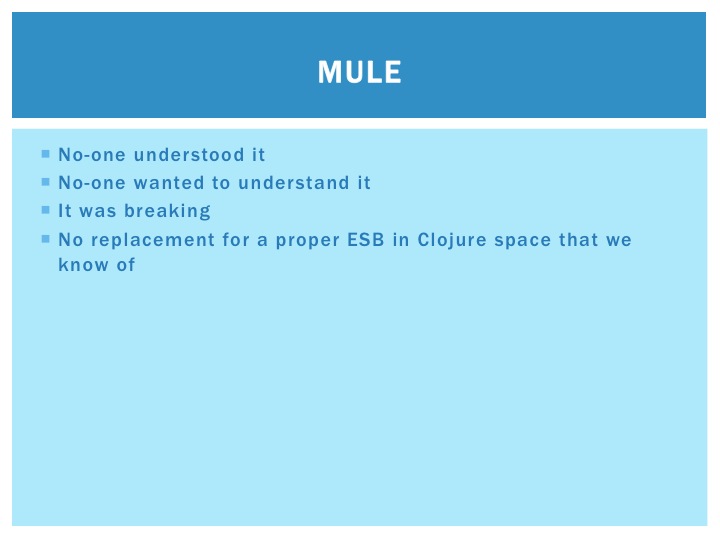 MULE
No-one understood it
No-one wanted to understand it
It was breaking
No replacement for a proper ESB in Clojure space that we
know of